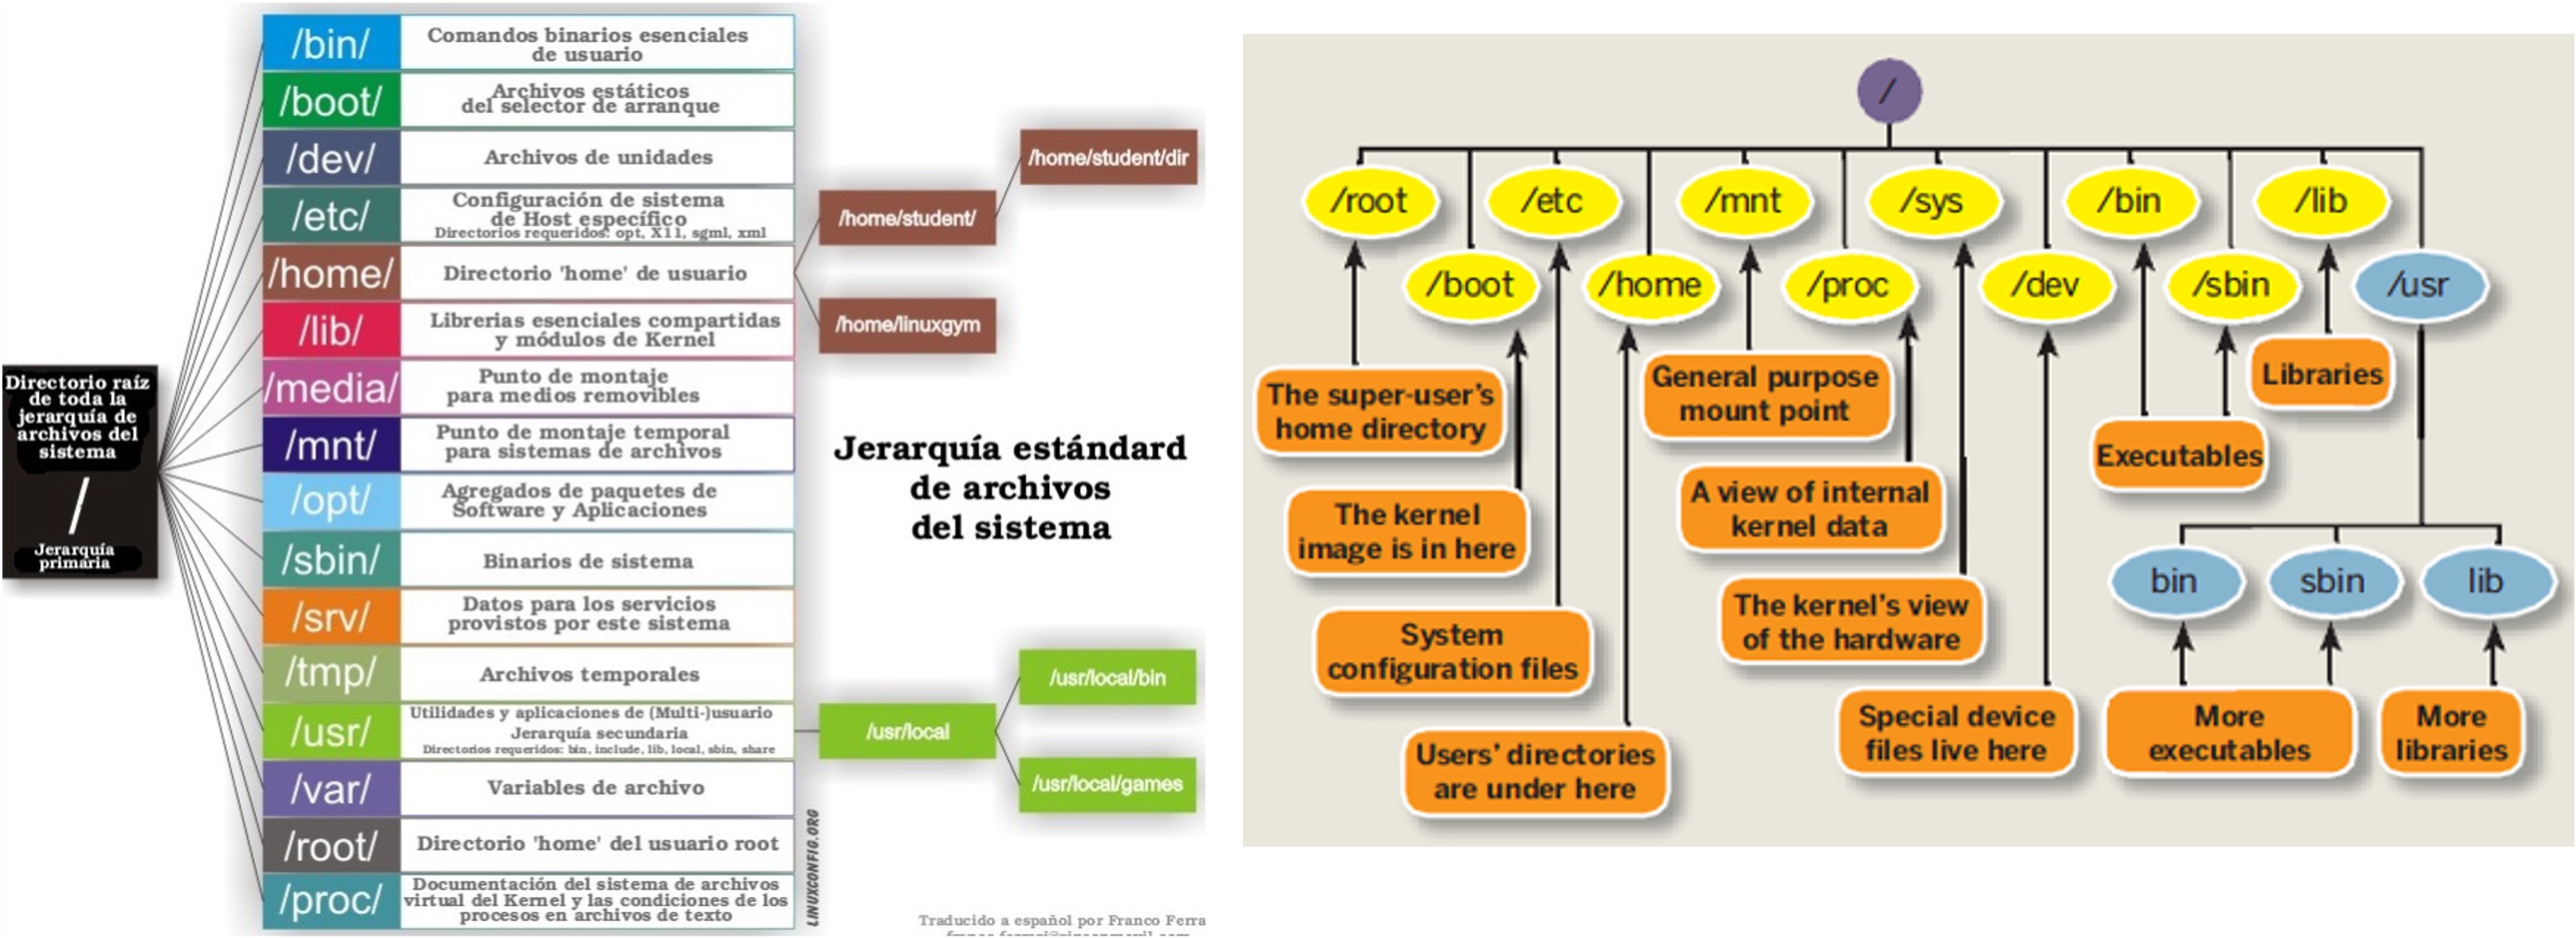 /bin/
Comandos binarios esenciales
de usuario
/boot/
Archivos estáticos
del selector de arranque
/dev/
Archivos de unidades
/etc/
Configuración de sistema
de Host específico
Directorios requeridos: opt, X11, sgml, xml
/home/
Directorio 'home' de usuario
/lib/
Librerias esenciales compartidas
y módulos de Kernel
/media/
Punto de montaje
para medios removibles
/mnt/
Punto de montaje temporal
para sistemas de archivos
/opt/
Agregados de paquetes de
Software y Aplicaciones
/sbin/
Binarios de sistema
/srv/
Datos para los servicios
provistos por este sistema
/tmp/
Archivos temporales
/usr/
Utilidades y aplicaciones de (Multi-)usuario
Jerarquía secundaria
Directorios requeridos: bin, include, lib, local, sbin, share
/var/
Variables de archivo
/root/
Directorio 'home' del usuario root
/proc/
Documentación del sistema de archivos
virtual del Kernel y las condiciones de los
procesos en archivos de texto
Directorio raíz
de toda la
jerarquía de
archivos del
sistema
/
Jerarquía
primaria
/home/student/
/home/student/dir
/home/linuxgym
Jerarquía estándard
de archivos
del sistema
/usr/local
/usr/local/bin
/usr/local/games
LINUXCONFIG.ORG
Traducido a español por Franco Ferra
/
/root
/etc
/mnt
/sys
/bin
/lib
/boot
/home
/proc
/dev
/sbin
/usr
The super-user's
home directory
The kernel
image is in here
System
configuration files
Users' directories
are under here
General purpose
mount point
A view of internal
kernel data
The kernel's view
of the hardware
Special device
files live here
Executables
Libraries
bin
sbin
lib
More
executables
More
libraries